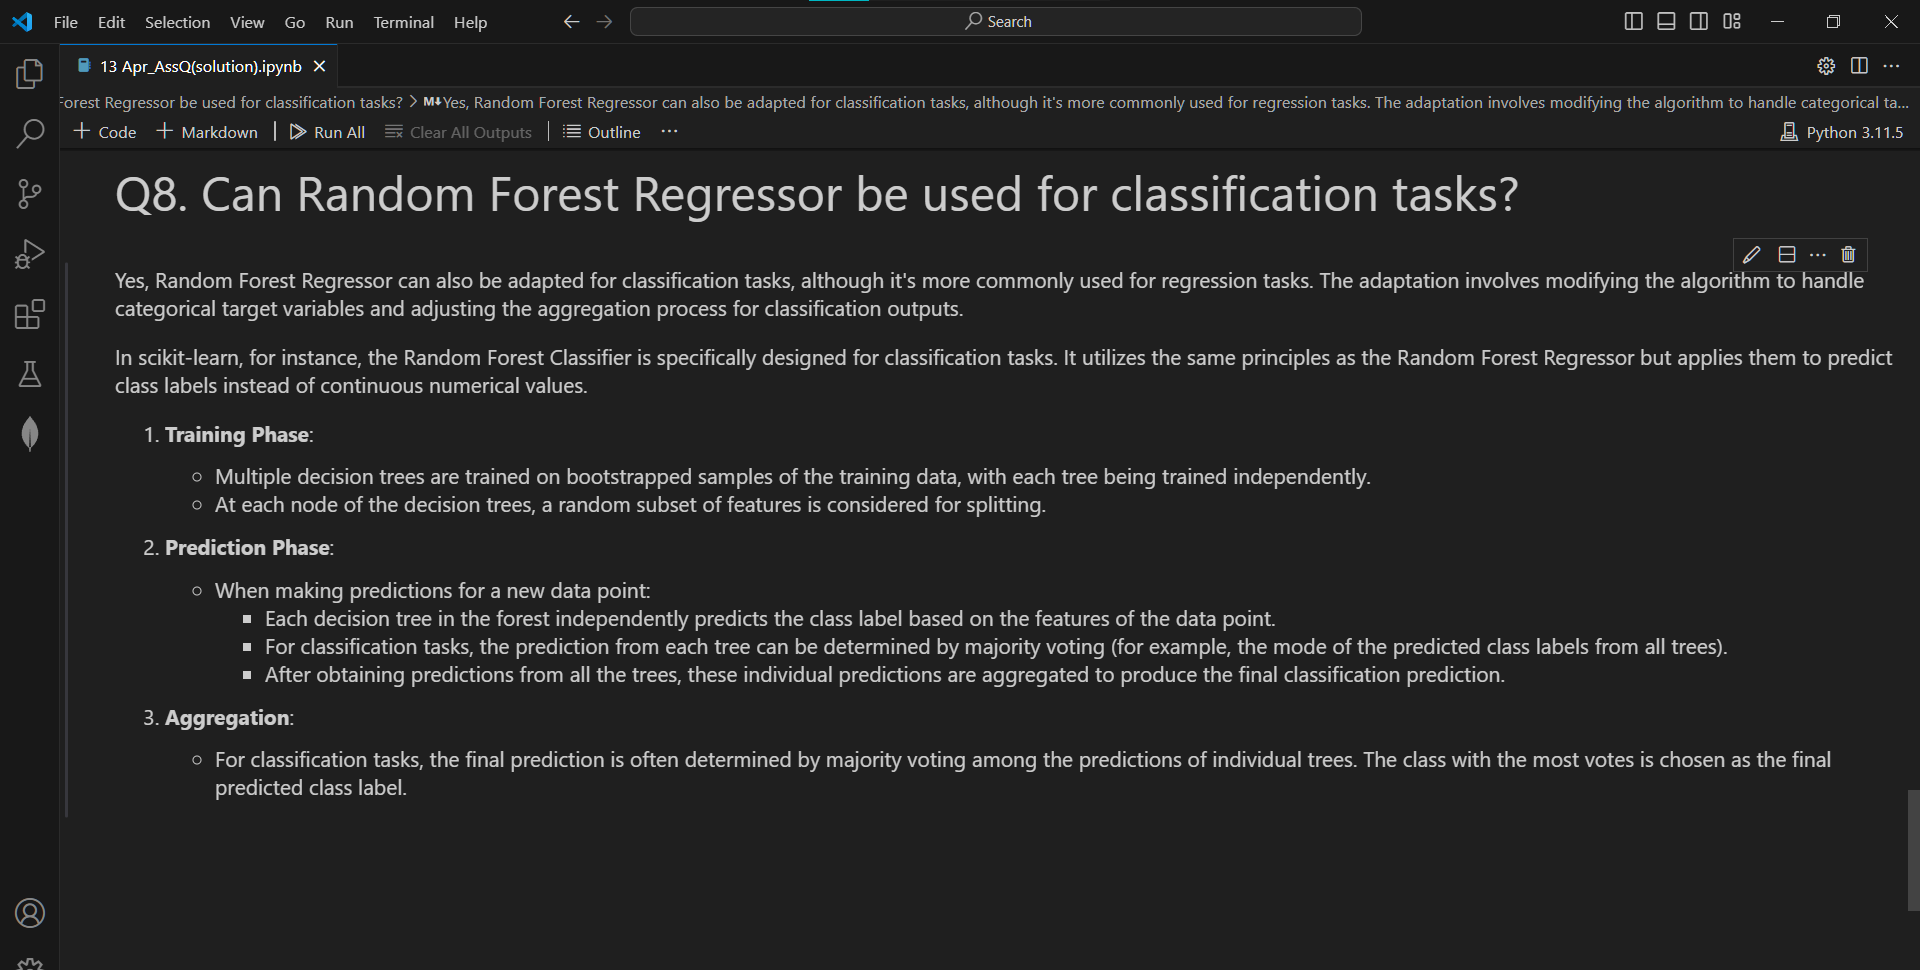 File Edit Selection View Go Run Terminal Help
Search
13 Apr_AssQ(solution).ipynb
Forest Regressor be used for classification tasks? > M↓Yes, Random Forest Regressor can also be adapted for classification tasks, although it's more commonly used for regression tasks. The adaptation involves modifying the algorithm to handle categorical ta...
+ Code + Markdown | Run All Clear All Outputs | Outline ...
Python 3.11.5
Q8. Can Random Forest Regressor be used for classification tasks?
Yes, Random Forest Regressor can also be adapted for classification tasks, although it's more commonly used for regression tasks. The adaptation involves modifying the algorithm to handle
categorical target variables and adjusting the aggregation process for classification outputs.
In scikit-learn, for instance, the Random Forest Classifier is specifically designed for classification tasks. It utilizes the same principles as the Random Forest Regressor but applies them to predict
class labels instead of continuous numerical values.
1. Training Phase:
○ Multiple decision trees are trained on bootstrapped samples of the training data, with each tree being trained independently.
○ At each node of the decision trees, a random subset of features is considered for splitting.
2. Prediction Phase:
○ When making predictions for a new data point:
■ Each decision tree in the forest independently predicts the class label based on the features of the data point.
■ For classification tasks, the prediction from each tree can be determined by majority voting (for example, the mode of the predicted class labels from all trees).
■ After obtaining predictions from all the trees, these individual predictions are aggregated to produce the final classification prediction.
3. Aggregation:
○ For classification tasks, the final prediction is often determined by majority voting among the predictions of individual trees. The class with the most votes is chosen as the final
predicted class label.